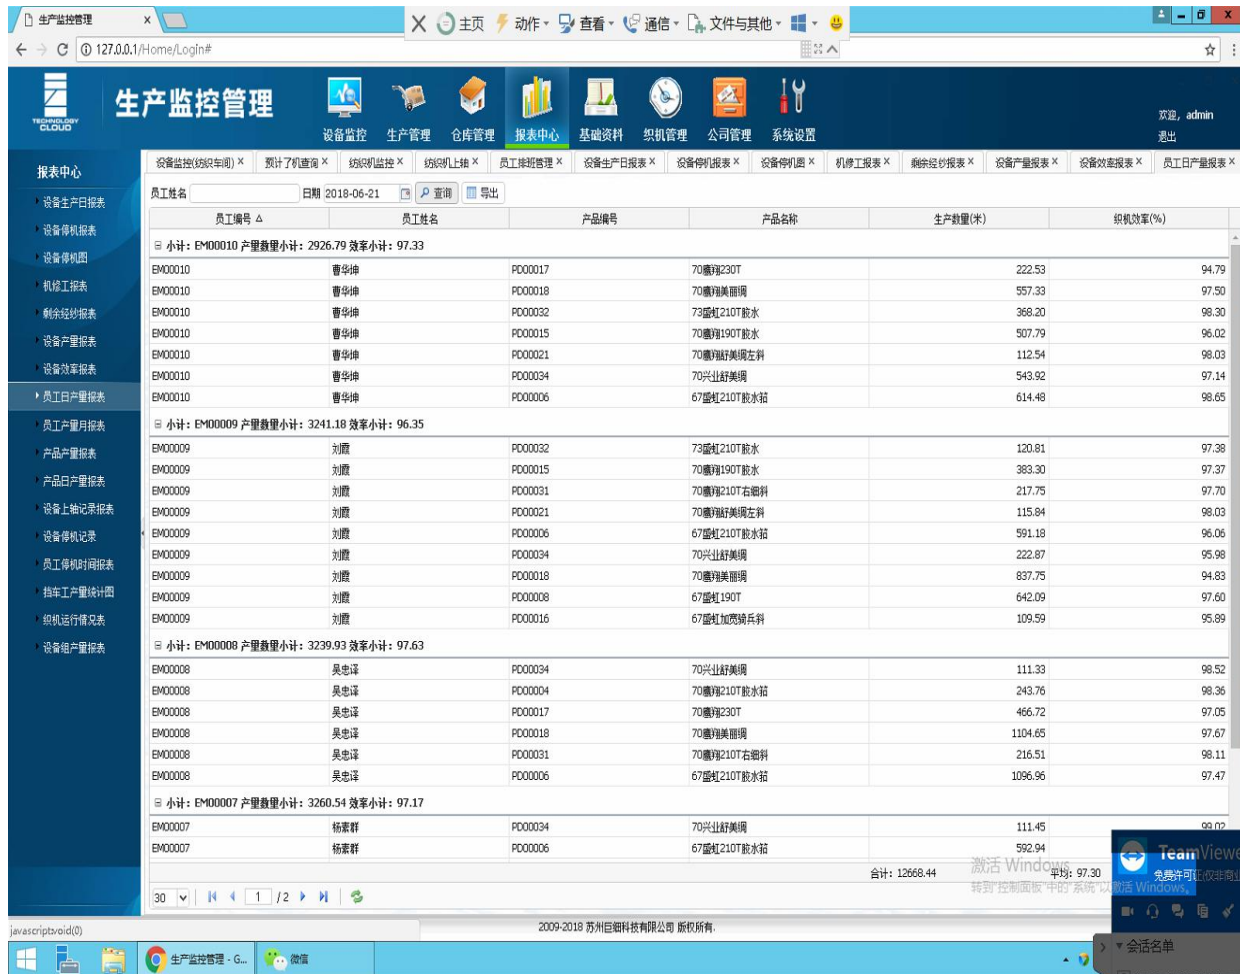 生产监控管理 x
主页 动作 查看 通信 文件与其他
127.0.0.1/Home/Login#
TECHNOLOGY CLOUD
生产监控管理
设备监控 生产管理 仓库管理 报表中心 基础资料 织机管理 公司管理 系统设置
欢迎, admin
退出
报表中心
设备监控(纺织车间) × 预计了机查询 × 纺织机监控 × 纺织机上轴 × 员工排班管理 × 设备生产日报表 × 设备停机报表 × 设备停机图 × 机修工报表 × 剩余经纱报表 × 设备产量报表 × 设备效率报表 × 员工日产量报表 ×
员工姓名 日期 2018-06-21 查询 导出
设备生产日报表
设备停机报表
设备停机图
机修工报表
剩余经纱报表
设备产量报表
设备效率报表
员工日产量报表
员工产量月报表
产品产量报表
产品日产量报表
设备上轴记录报表
设备停机记录
员工停机时间报表
挡车工产量统计图
织机运行情况表
设备组产量报表
员工编号 员工姓名 产品编号 产品名称 生产数量(米) 织机效率(%)
小计：EM00010 产量数量小计：2926.79 效率小计：97.33
EM00010 曹华坤 PD00017 70鹰翔230T 222.53 94.79
EM00010 曹华坤 PD00018 70鹰翔美丽绸 557.33 97.50
EM00010 曹华坤 PD00032 73盛虹210T胶水 368.20 98.30
EM00010 曹华坤 PD00015 70鹰翔190T胶水 507.79 96.02
EM00010 曹华坤 PD00021 70鹰翔舒美绸左斜 112.54 98.03
EM00010 曹华坤 PD00034 70兴业舒美绸 543.92 97.14
EM00010 曹华坤 PD00006 67盛虹210T胶水 614.48 98.65
小计：EM00009 产量数量小计：3241.18 效率小计：96.35
EM00009 刘霞 PD00032 73盛虹210T胶水 120.81 97.38
EM00009 刘霞 PD00015 70鹰翔190T胶水 383.30 97.37
EM00009 刘霞 PD00031 70鹰翔210T右细斜 217.75 97.70
EM00009 刘霞 PD00021 70鹰翔舒美绸左斜 115.84 98.03
EM00009 刘霞 PD00006 67盛虹210T胶水 591.18 96.06
EM00009 刘霞 PD00034 70兴业舒美绸 222.87 95.98
EM00009 刘霞 PD00018 70鹰翔美丽绸 837.75 94.83
EM00009 刘霞 PD00008 67盛虹190T 642.09 97.60
EM00009 刘霞 PD00016 67盛虹加宽骑兵斜 109.59 95.89
小计：EM00008 产量数量小计：3239.93 效率小计：97.63
EM00008 吴忠译 PD00034 70兴业舒美绸 111.33 98.52
EM00008 吴忠译 PD00004 70鹰翔210T胶水 243.76 98.36
EM00008 吴忠译 PD00017 70鹰翔230T 466.72 97.05
EM00008 吴忠译 PD00018 70鹰翔美丽绸 1104.65 97.67
EM00008 吴忠译 PD00031 70鹰翔210T右细斜 216.51 98.11
EM00008 吴忠译 PD00006 67盛虹210T胶水 1096.96 97.47
小计：EM00007 产量数量小计：3260.54 效率小计：97.17
EM00007 杨素群 PD00034 70兴业舒美绸 111.45 99.02
EM00007 杨素群 PD00006 67盛虹210T胶水 592.94
合计：12668.44 平均：97.30
激活 Windows
转到"控制面板"中的"系统"以激活 Windows。
TeamViewe
免费许可证(仅非商业
30 1 /2
javascript:void(0)
2009-2018 苏州巨细科技有限公司 版权所有.
会话名单
生产监控管理 - G... 微信